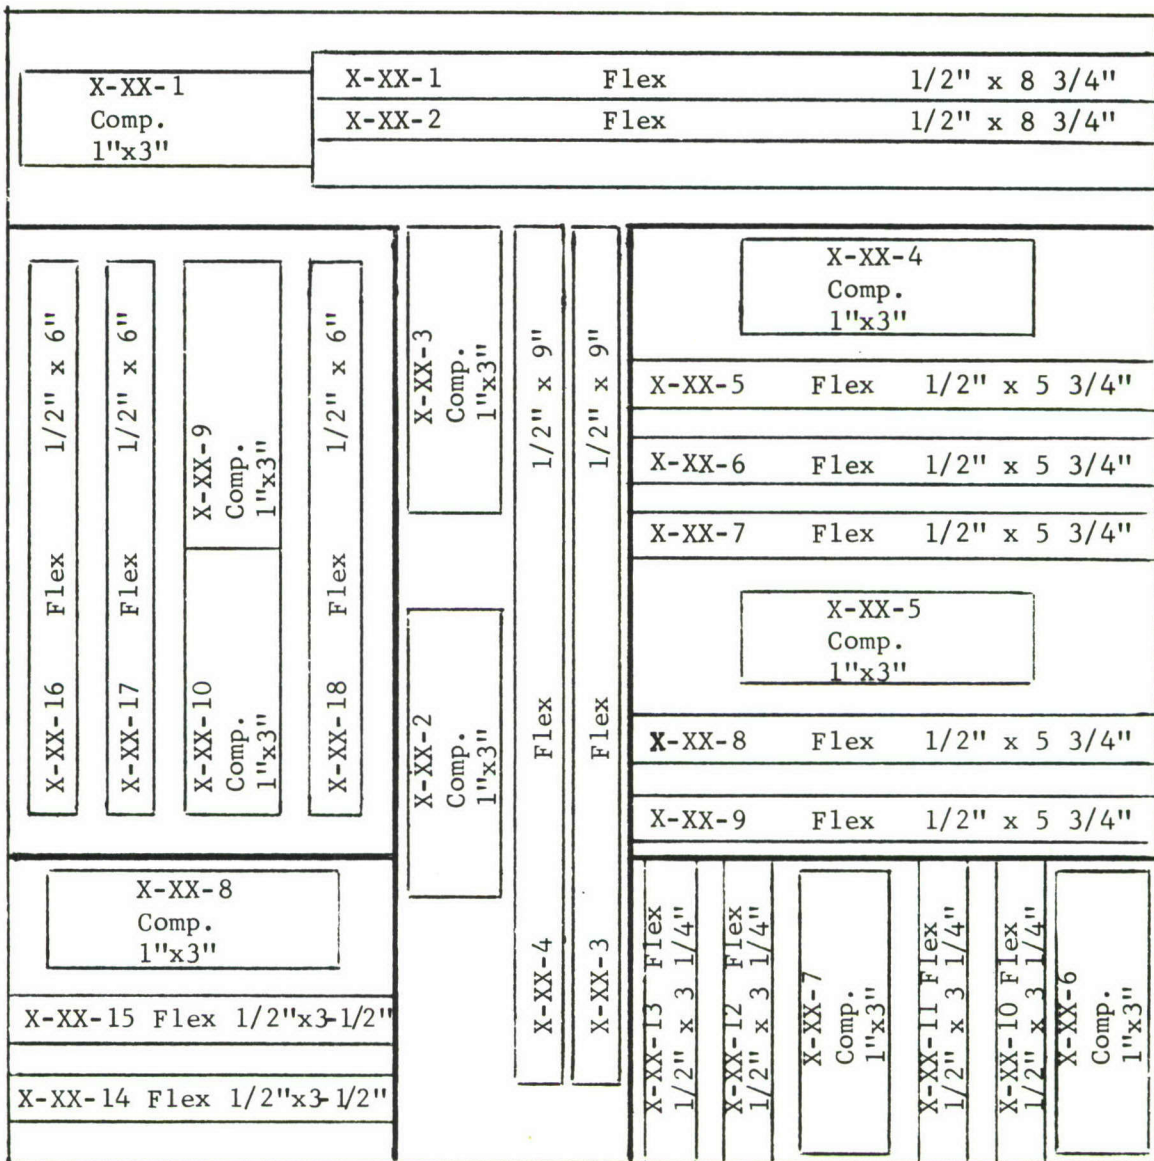 X-XX-1
Comp.
1"x3"
X-XX-1 Flex 1/2" x 8 3/4"
X-XX-2 Flex 1/2" x 8 3/4"
X-XX-16 Flex 1/2" x 6"
X-XX-17 Flex 1/2" x 6"
X-XX-9
Comp.
1"x3"
X-XX-10
Comp.
1"x3"
X-XX-18 Flex 1/2" x 6"
X-XX-3
Comp.
1"x3"
X-XX-2
Comp.
1"x3"
X-XX-4 Flex 1/2" x 9"
X-XX-3 Flex 1/2" x 9"
X-XX-4
Comp.
1"x3"
X-XX-5 Flex 1/2" x 5 3/4"
X-XX-6 Flex 1/2" x 5 3/4"
X-XX-7 Flex 1/2" x 5 3/4"
X-XX-5
Comp.
1"x3"
X-XX-8 Flex 1/2" x 5 3/4"
X-XX-9 Flex 1/2" x 5 3/4"
X-XX-8
Comp.
1"x3"
X-XX-15 Flex 1/2"x3-1/2"
X-XX-14 Flex 1/2"x3-1/2"
X-XX-13 Flex
1/2" x 3 1/4"
X-XX-12 Flex
1/2" x 3 1/4"
X-XX-7
Comp.
1"x3"
X-XX-11 Flex
1/2" x 3 1/4"
X-XX-10 Flex
1/2" x 3 1/4"
X-XX-6
Comp.
1"x3"